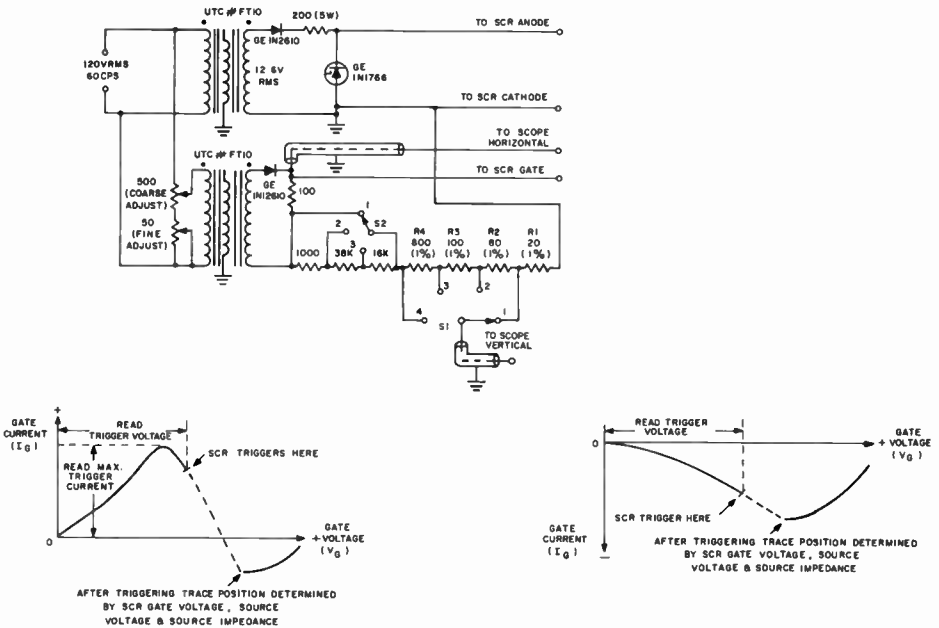 UTC # FT10
200 (5W)
TO SCR ANODE
GE IN2610
120VRMS
60CPS
12 6V
RMS
GE
IN1766
TO SCR CATHODE
TO SCOPE
HORIZONTAL
UTC # FT10
TO SCR GATE
GE
IN12610
100
500
(COARSE
ADJUST)
50
(FINE
ADJUST)
1
S2
2
3
1000
38K
16K
R4
800
(1%)
R3
100
(1%)
R2
80
(1%)
R1
20
(1%)
3
2
4
S1
1
TO SCOPE
VERTICAL
+
GATE
CURRENT
(IG)
READ
TRIGGER VOLTAGE
READ MAX.
TRIGGER
CURRENT
SCR TRIGGERS HERE
0
GATE
+ VOLTAGE
(VG)
AFTER TRIGGERING TRACE POSITION DETERMINED
BY SCR GATE VOLTAGE, SOURCE
VOLTAGE & SOURCE IMPEDANCE
READ TRIGGER
VOLTAGE
0
GATE
+ VOLTAGE
(VG)
SCR TRIGGER HERE
GATE
CURRENT
(IG)
–
AFTER TRIGGERING TRACE POSITION DETERMINED
BY SCR GATE VOLTAGE, SOURCE
VOLTAGE & SOURCE IMPEDANCE